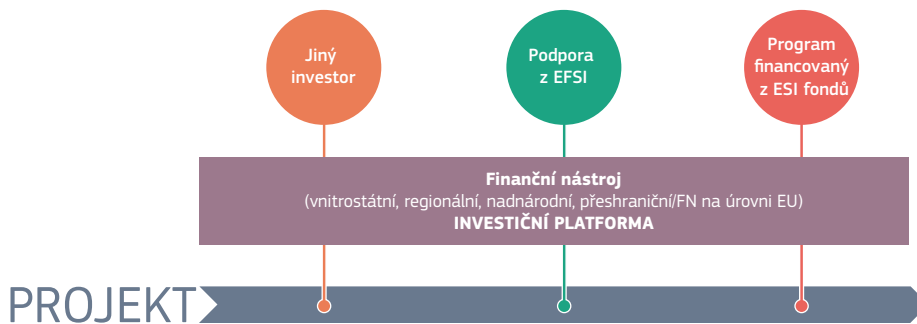 Jiný
investor
Podpora
z EFSI
Program
financovaný
z ESI fondů
Finanční nástroj
(vnitrostátní, regionální, nadnárodní, přeshraniční/FN na úrovni EU)
INVESTIČNÍ PLATFORMA
PROJEKT